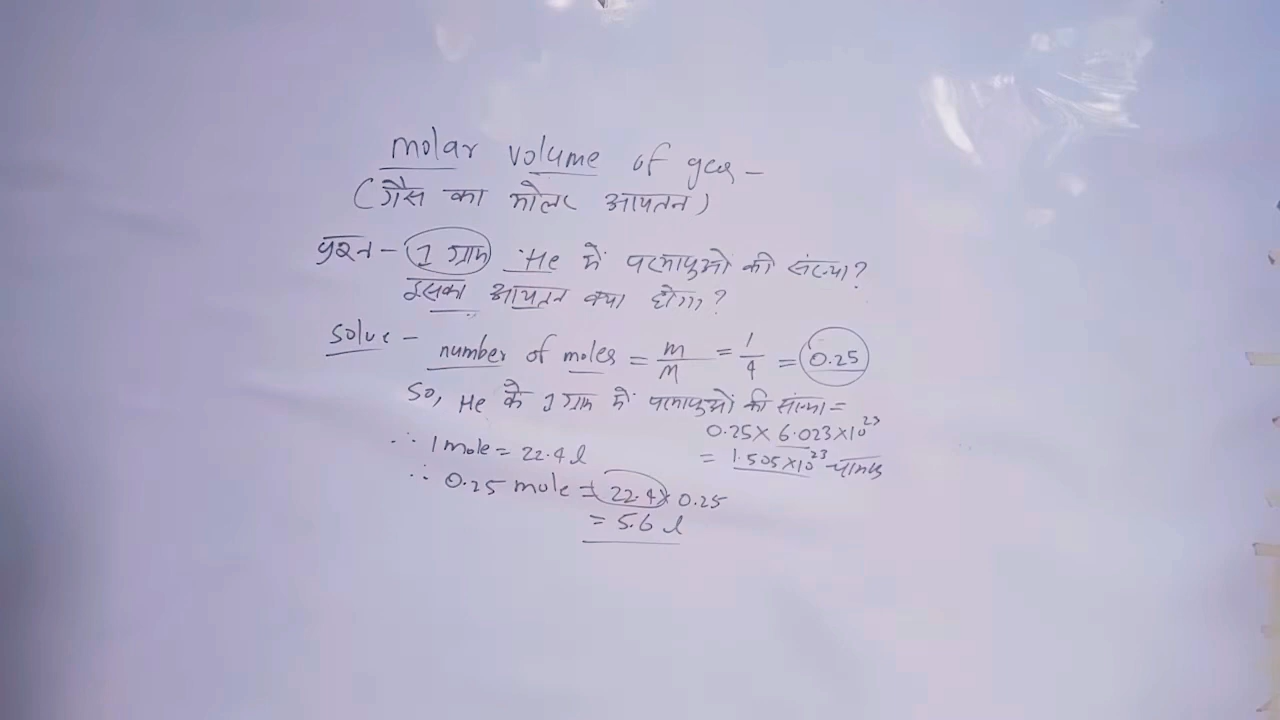 molar volume of gas -
(गैस का मोलर आयतन)
प्रश्न - 1 ग्राम He में परमाणुओं की संख्या?
इसका आयतन क्या होगा?
Solve - number of moles = m/M = 1/4 = 0.25
So, He के 1 ग्राम में परमाणुओं की संख्या =
0.25 × 6.023 × 10²³
= 1.505 × 10²³ परमाणु
∵ 1 mole = 22.4 l
∴ 0.25 mole = 22.4 × 0.25
= 5.6 l